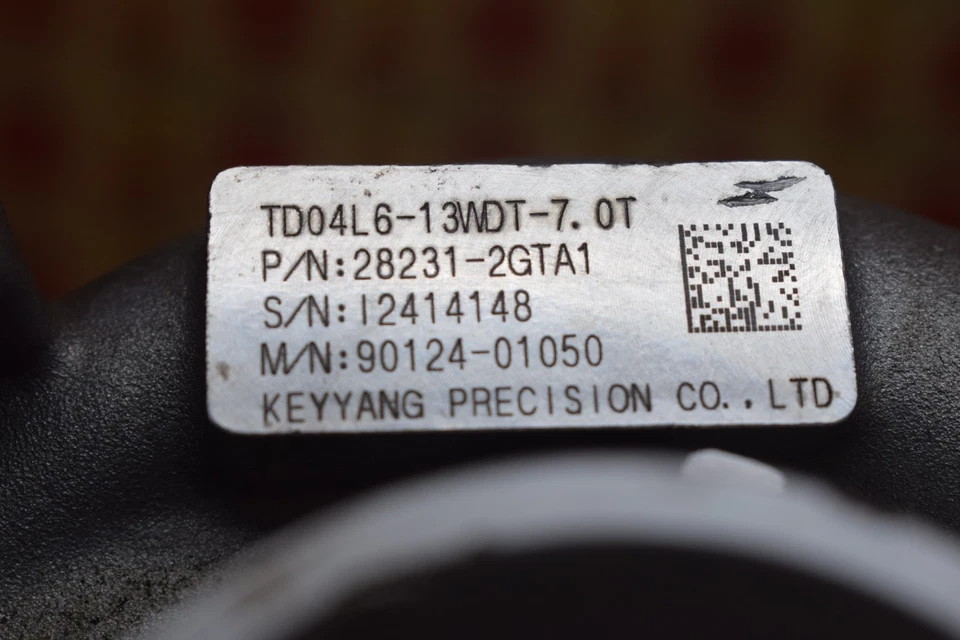 TD04L6-13WDT-7.0T
P/N:28231-2GTA1
S/N:I2414148
M/N:90124-01050
KEYYANG PRECISION CO., LTD